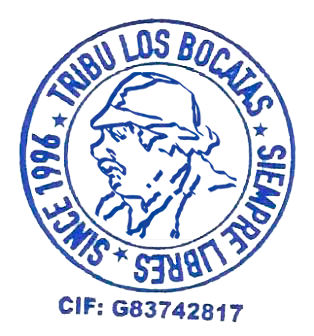 TRIBU LOS BOCATAS
★ SIEMPRE LIBRES
★ SINCE 1996 ★
CIF: G83742817